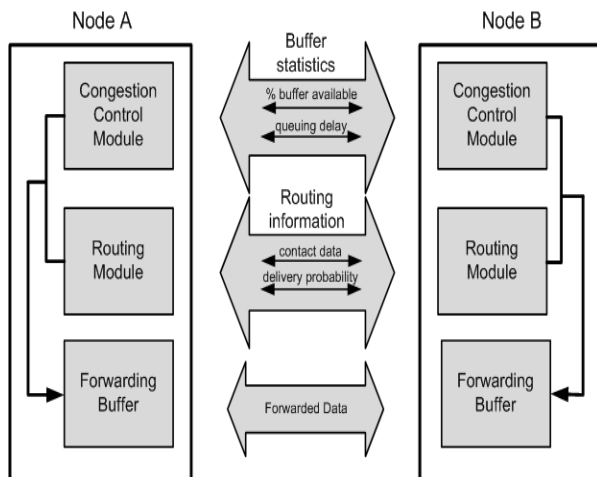 Node A
Congestion
Control
Module
Routing
Module
Forwarding
Buffer
Buffer
statistics
% buffer available
queuing delay
Routing
information
contact data
delivery probability
Forwarded Data
Node B
Congestion
Control
Module
Routing
Module
Forwarding
Buffer